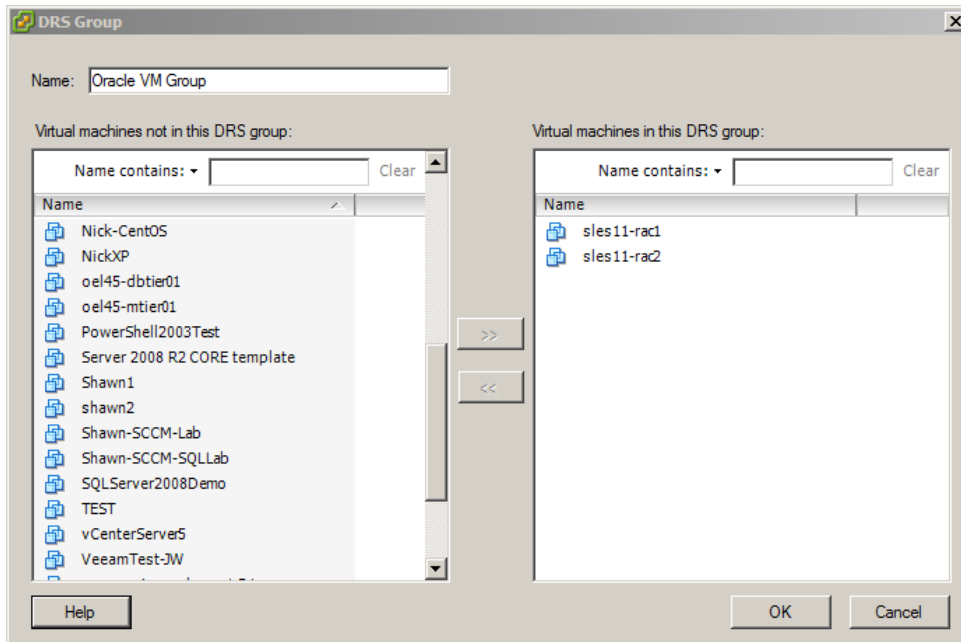 DRS Group
Name: Oracle VM Group
Virtual machines not in this DRS group:
Name contains: Clear
Name
Nick-CentOS
NickXP
oel45-dbtier01
oel45-mtier01
PowerShell2003Test
Server 2008 R2 CORE template
Shawn1
shawn2
Shawn-SCCM-Lab
Shawn-SCCM-SQLLab
SQLServer2008Demo
TEST
vCenterServer5
VeeamTest-JW
>>
<<
Virtual machines in this DRS group:
Name contains: Clear
Name
sles11-rac1
sles11-rac2
Help
OK
Cancel